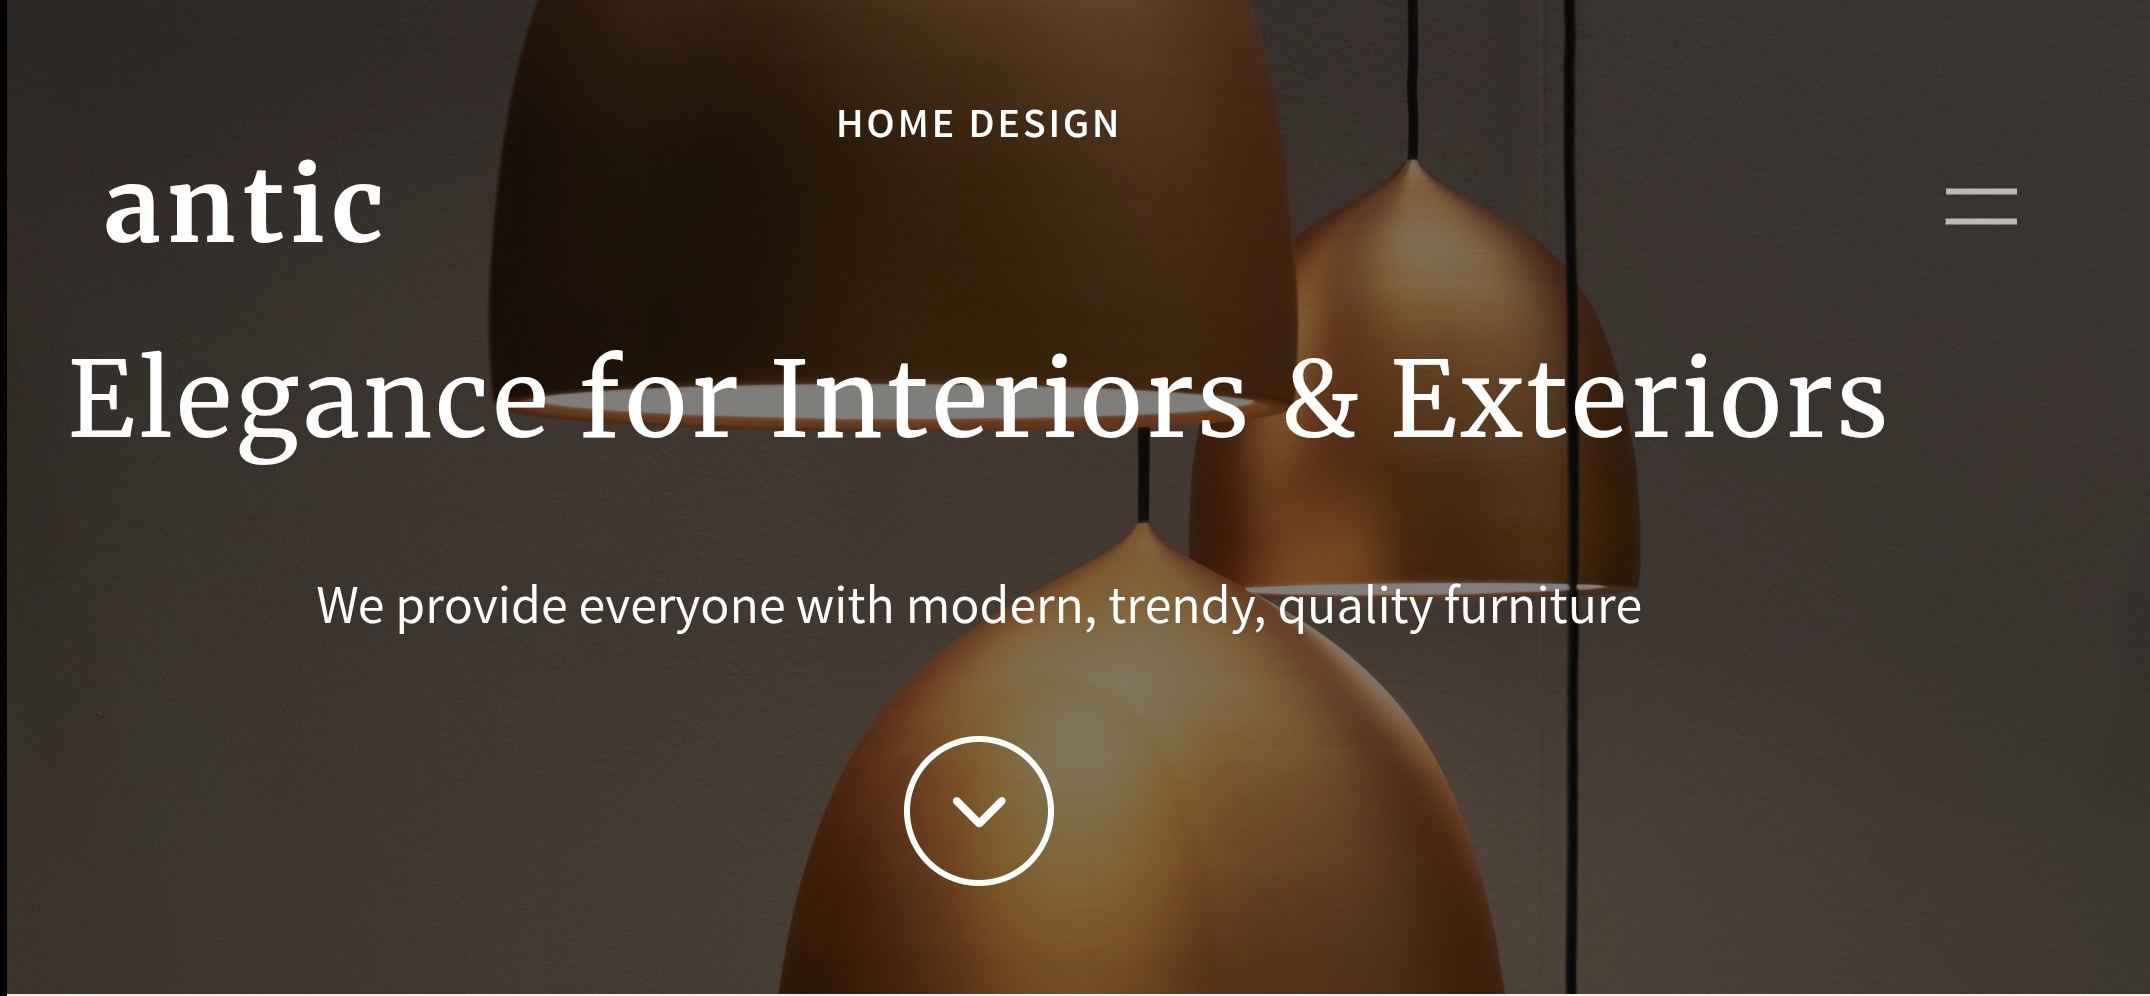 HOME DESIGN
antic
Elegance for Interiors & Exteriors
We provide everyone with modern, trendy, quality furniture